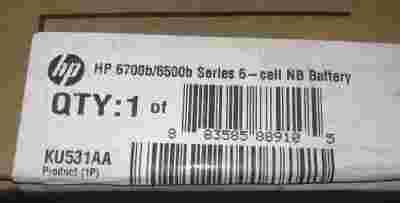 hp HP 6700b/6500b Series 6-cell NB Battery
QTY:1 of
8 83585 88910 5
KU531AA
Product (1P)